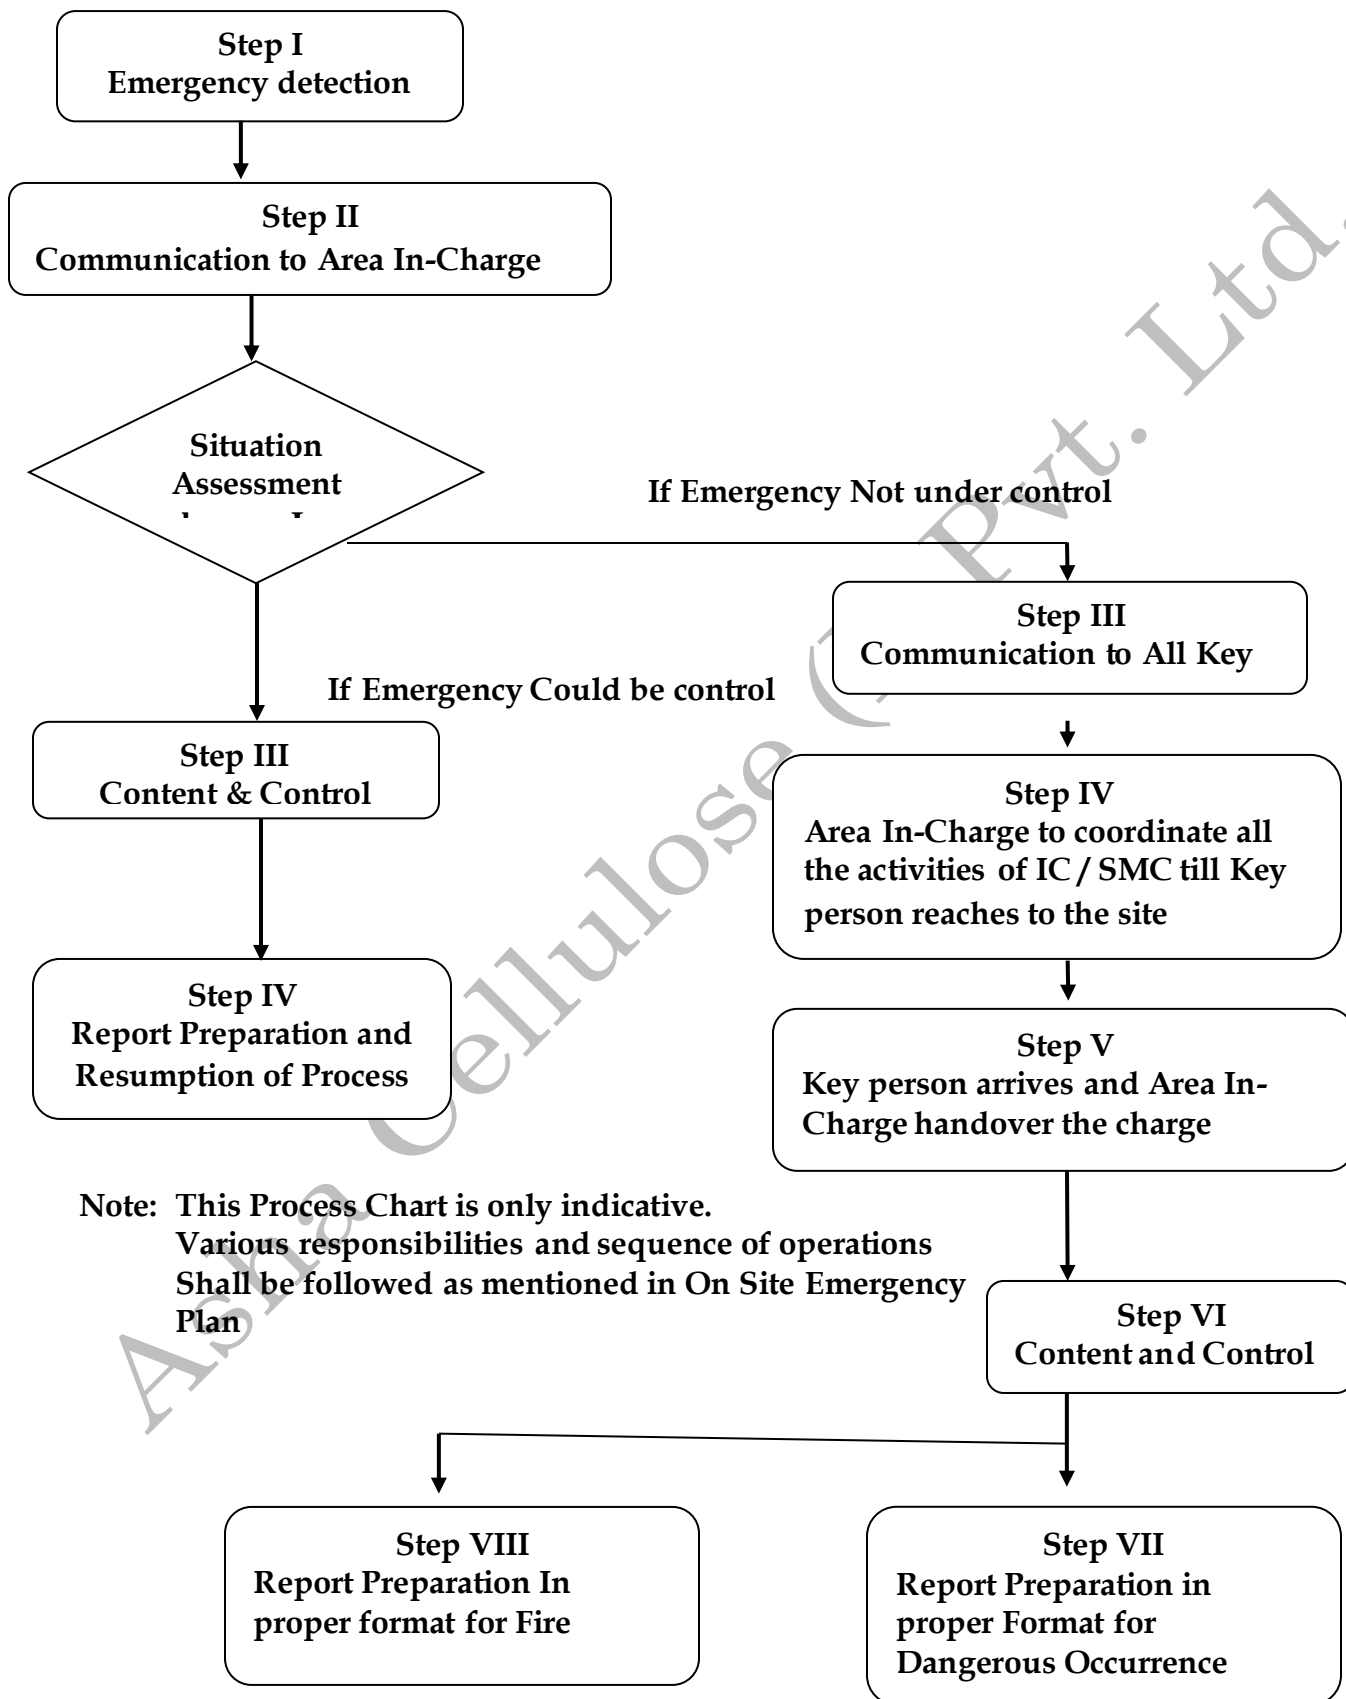 Step I
Emergency detection
Step II
Communication to Area In-Charge
Situation
Assessment
If Emergency Not under control
Step III
Communication to All Key
If Emergency Could be control
Step III
Content & Control
Step IV
Area In-Charge to coordinate all
the activities of IC / SMC till Key
person reaches to the site
Step IV
Report Preparation and
Resumption of Process
Step V
Key person arrives and Area In-
Charge handover the charge
Note: This Process Chart is only indicative.
Various responsibilities and sequence of operations
Shall be followed as mentioned in On Site Emergency
Plan
Step VI
Content and Control
Step VIII
Report Preparation In
proper format for Fire
Step VII
Report Preparation in
proper Format for
Dangerous Occurrence
Asha Cellulose Pvt. Ltd.